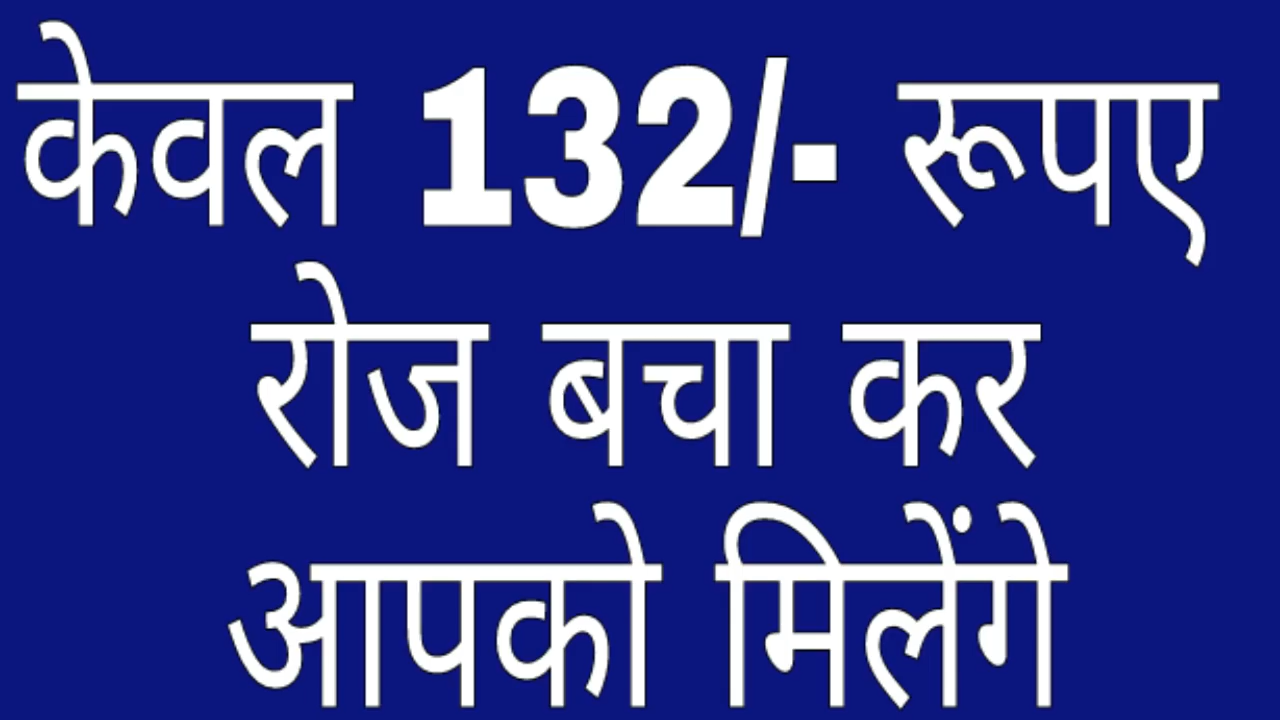 केवल 132/- रूपए
रोज बचा कर
आपको मिलेंगे